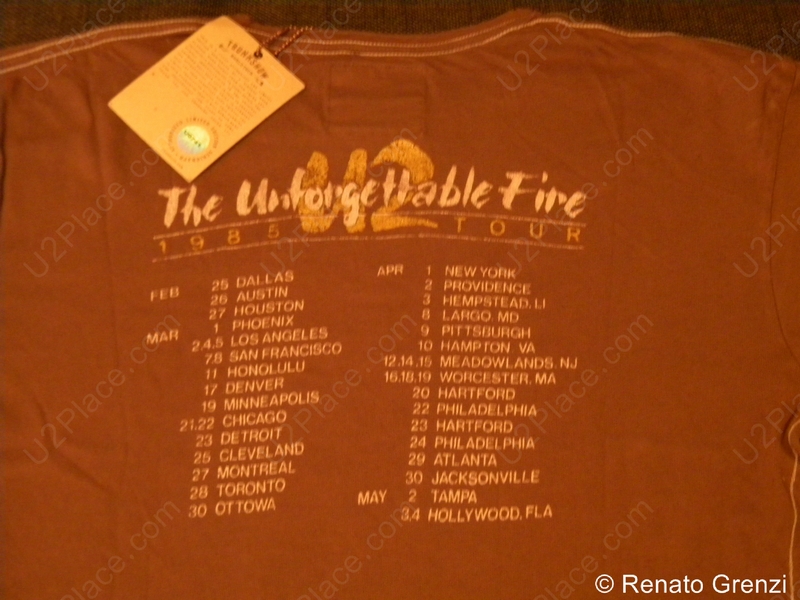 TRUNK LTD
U2
The Unforgettable Fire
1985 TOUR
FEB 25 DALLAS
26 AUSTIN
27 HOUSTON
MAR 1 PHOENIX
2.4.5 LOS ANGELES
7.8 SAN FRANCISCO
11 HONOLULU
17 DENVER
19 MINNEAPOLIS
21.22 CHICAGO
23 DETROIT
25 CLEVELAND
27 MONTREAL
28 TORONTO
30 OTTOWA
APR 1 NEW YORK
2 PROVIDENCE
3 HEMPSTEAD, LI
8 LARGO, MD
9 PITTSBURGH
10 HAMPTON VA
12.14.15 MEADOWLANDS, NJ
16.18.19 WORCESTER, MA
20 HARTFORD
22 PHILADELPHIA
23 HARTFORD
24 PHILADELPHIA
29 ATLANTA
30 JACKSONVILLE
MAY 2 TAMPA
3.4 HOLLYWOOD, FLA
U2Place.com
© Renato Grenzi